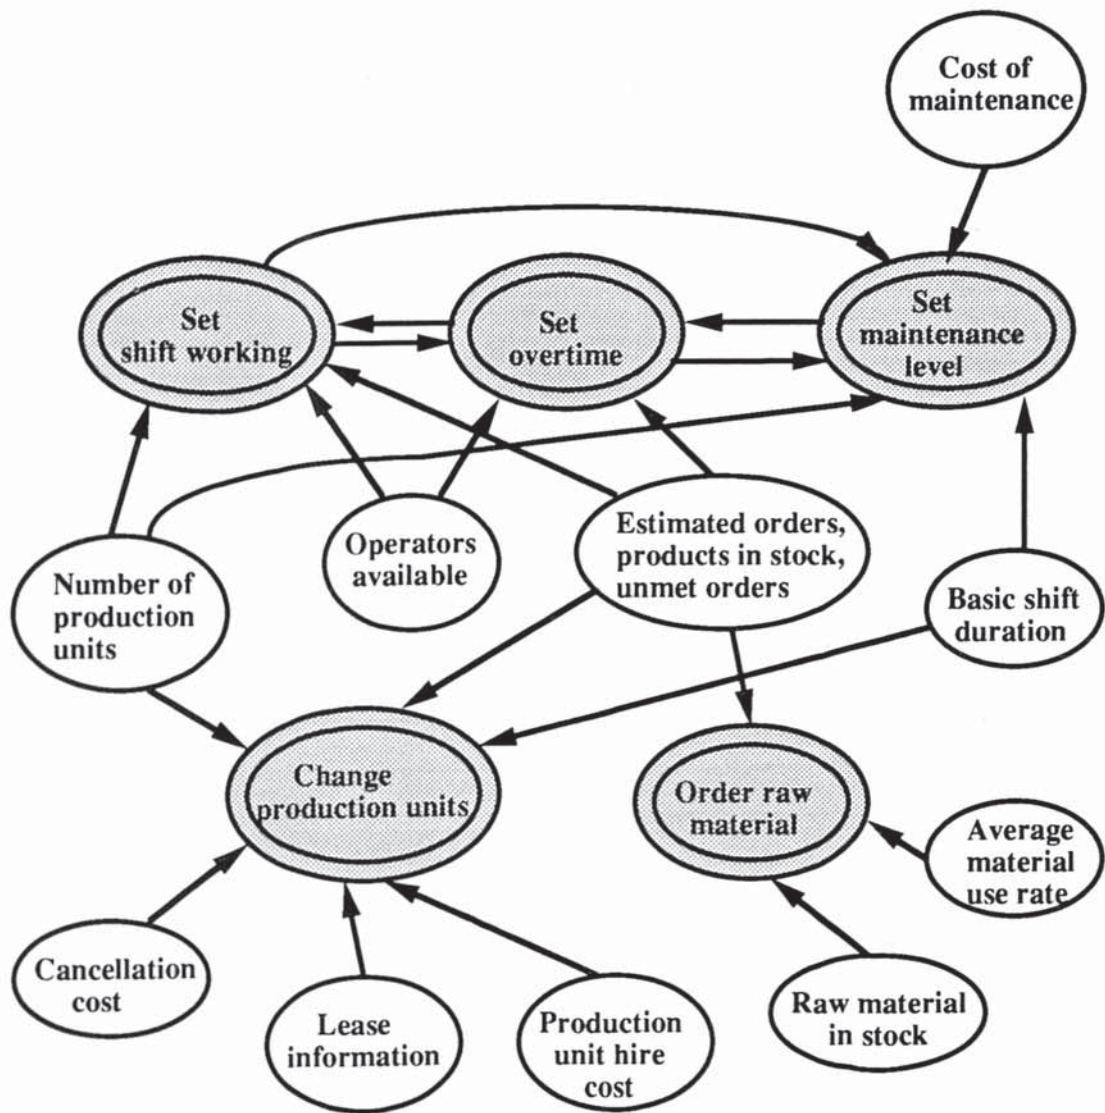 Cost of
maintenance
Set
shift working
Set
overtime
Set
maintenance
level
Number of
production
units
Operators
available
Estimated orders,
products in stock,
unmet orders
Basic shift
duration
Change
production units
Order raw
material
Average
material
use rate
Cancellation
cost
Lease
information
Production
unit hire
cost
Raw material
in stock